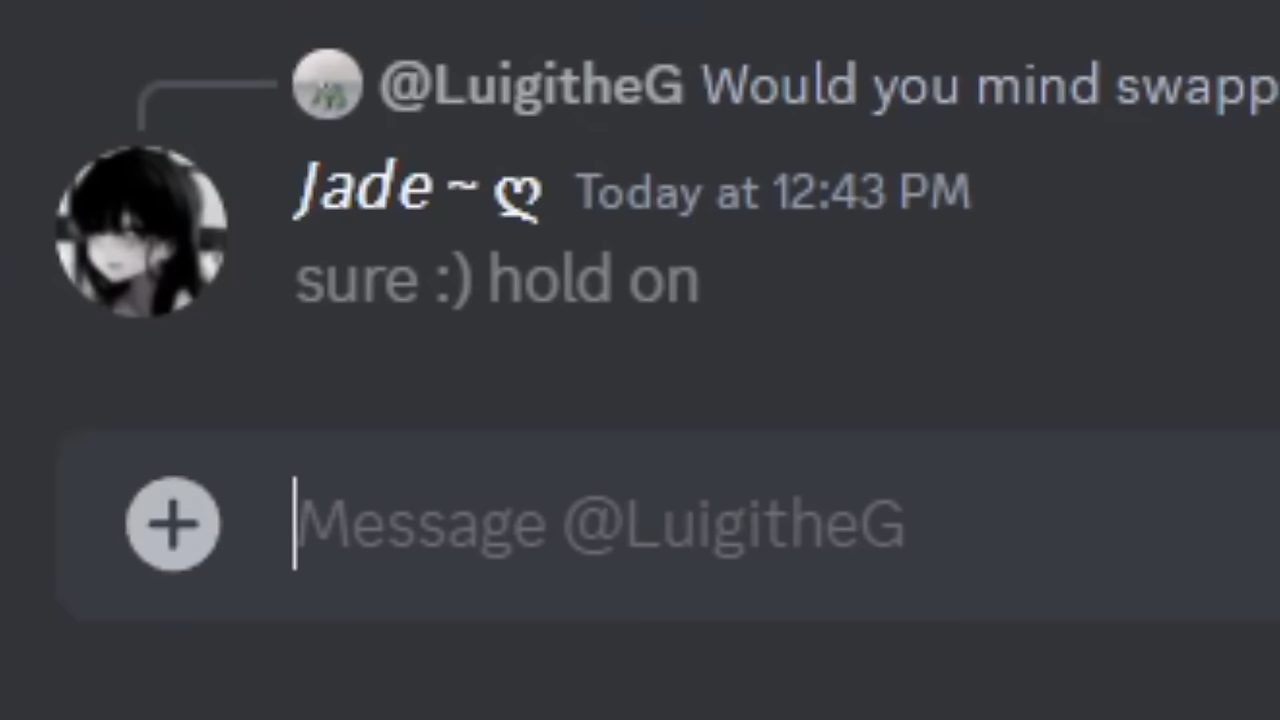 @LuigitheG Would you mind swapp
Jade ~ ღ Today at 12:43 PM
sure :) hold on
Message @LuigitheG